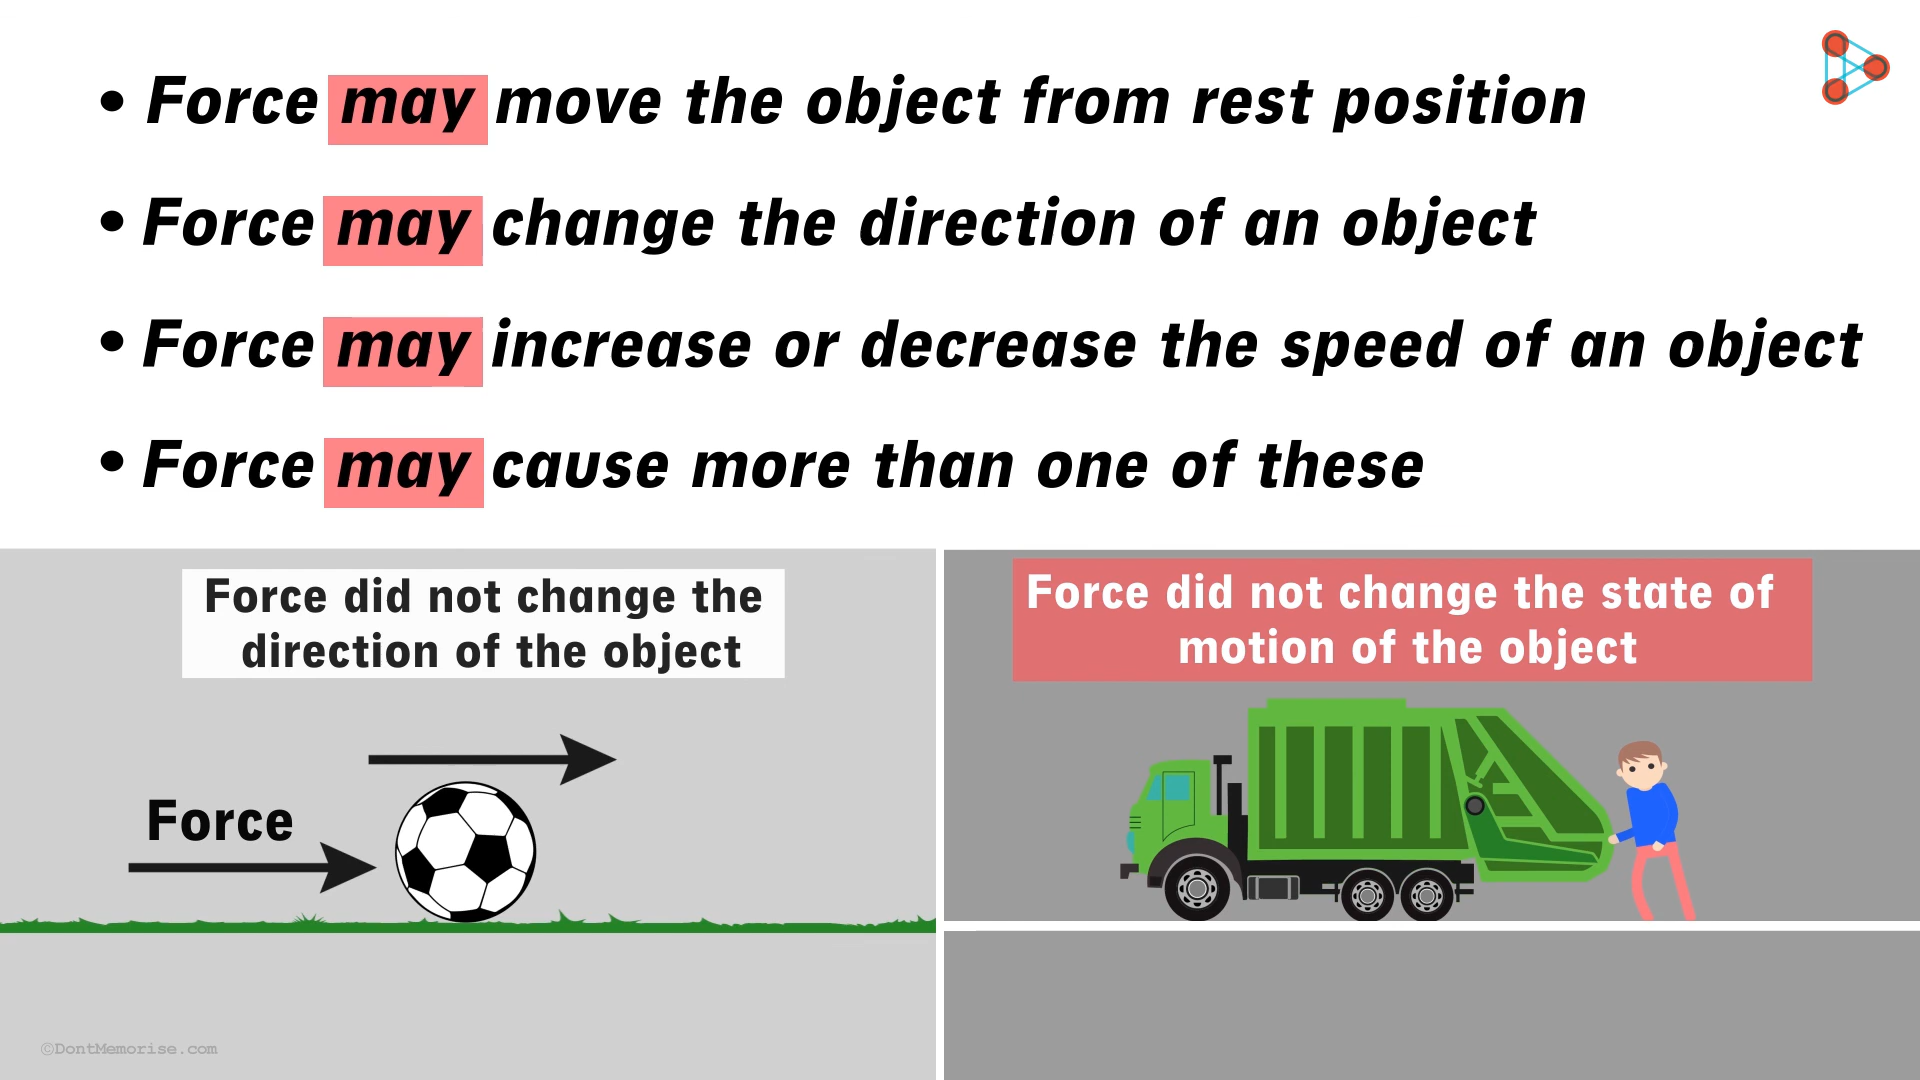 • Force may move the object from rest position
• Force may change the direction of an object
• Force may increase or decrease the speed of an object
• Force may cause more than one of these
Force did not change the
direction of the object
Force
Force did not change the state of
motion of the object
©DontMemorise.com